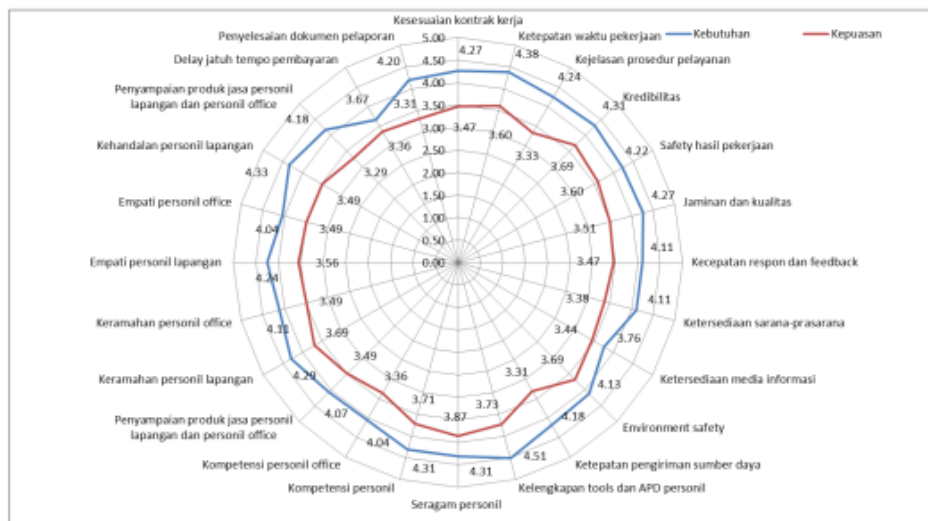 Kesesuaian kontrak kerja
Penyelesaian dokumen pelaporan
5.00
4.27
Ketepatan waktu pekerjaan
Kebutuhan
Kepuasan
4.20
4.50
4.38
Delay jatuh tempo pembayaran
Kejelasan prosedur pelayanan
3.67
4.00
4.24
Penyampaian produk jasa personil
lapangan dan personil office
Kredibilitas
4.18
3.31
3.50
4.31
3.00
3.47
3.60
Kehandalan personil lapangan
Safety hasil pekerjaan
3.36
3.33
4.33
3.29
2.50
3.69
4.22
2.00
3.49
3.60
Empati personil office
Jaminan dan kualitas
1.50
4.27
4.04
3.49
1.00
3.51
4.11
0.50
Empati personil lapangan
3.56
0.00
3.47
Kecepatan respon dan feedback
4.24
3.49
3.38
4.11
Keramahan personil office
Ketersediaan sarana-prasarana
4.11
3.69
3.44
3.76
3.49
3.69
Keramahan personil lapangan
Ketersediaan media informasi
4.29
3.36
3.31
4.13
3.71
3.87
3.73
Penyampaian produk jasa personil
lapangan dan personil office
4.07
4.18
Environment safety
4.04
Kompetensi personil office
4.31
4.31
4.51
Ketepatan pengiriman sumber daya
Kompetensi personil
Kelengkapan tools dan APD personil
Seragam personil